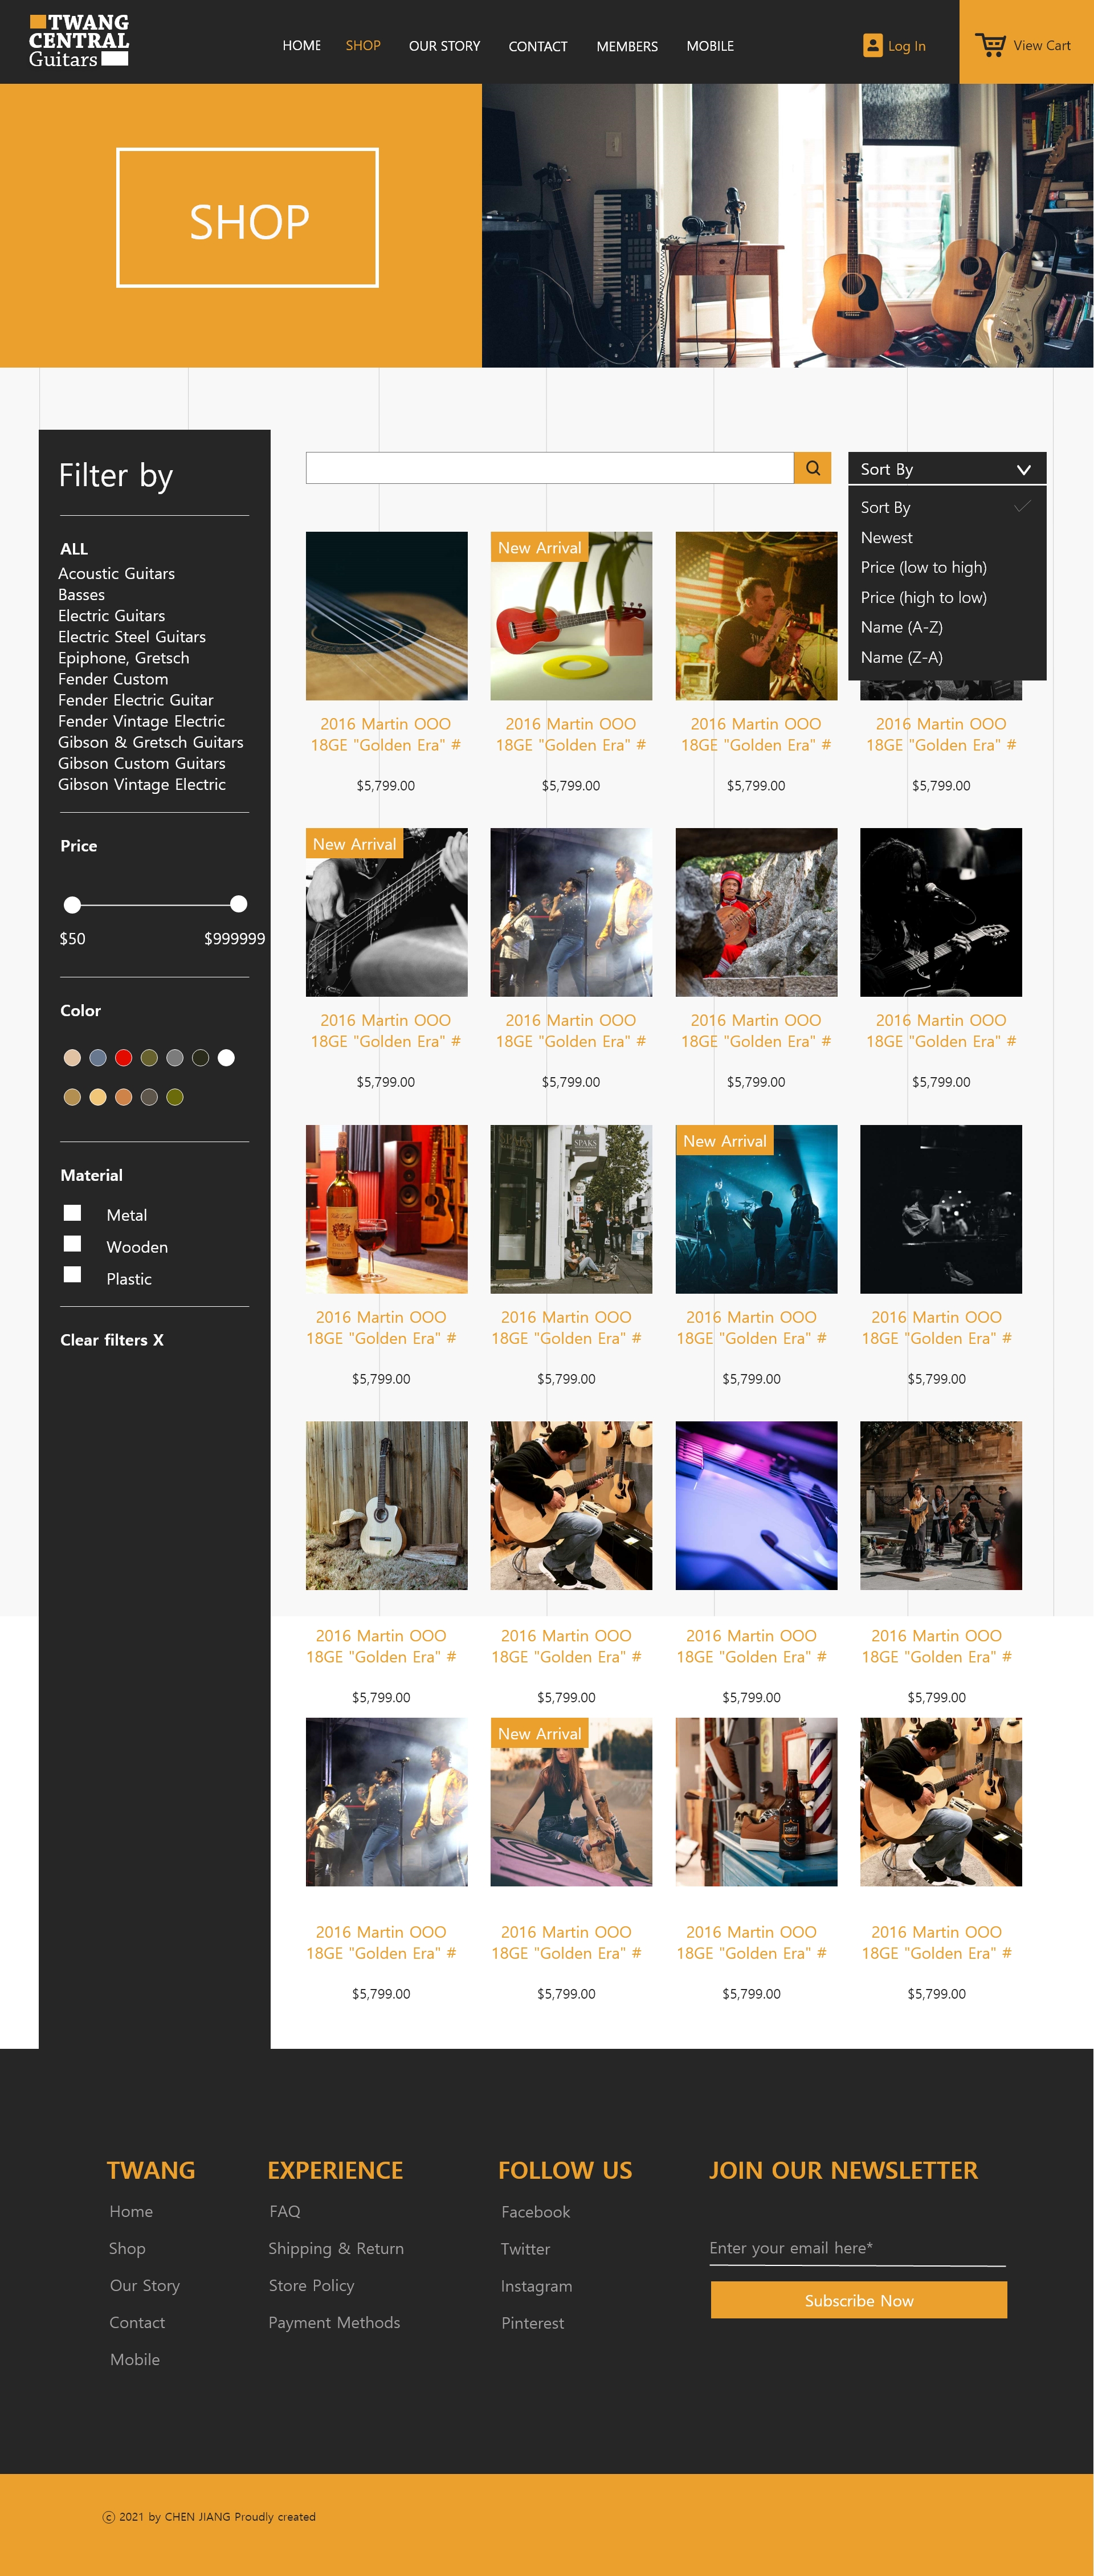 TWANG
CENTRAL
Guitars
HOME
SHOP
OUR STORY
CONTACT
MEMBERS
MOBILE
Log In
View Cart
SHOP
Filter by
ALL
Acoustic Guitars
Basses
Electric Guitars
Electric Steel Guitars
Epiphone, Gretsch
Fender Custom
Fender Electric Guitar
Fender Vintage Electric
Gibson & Gretsch Guitars
Gibson Custom Guitars
Gibson Vintage Electric
Price
$50
$999999
Color
Material
Metal
Wooden
Plastic
Clear filters X
Sort By
Sort By
Newest
Price (low to high)
Price (high to low)
Name (A-Z)
Name (Z-A)
New Arrival
2016 Martin OOO
18GE "Golden Era" #
$5,799.00
2016 Martin OOO
18GE "Golden Era" #
$5,799.00
2016 Martin OOO
18GE "Golden Era" #
$5,799.00
2016 Martin OOO
18GE "Golden Era" #
$5,799.00
New Arrival
2016 Martin OOO
18GE "Golden Era" #
$5,799.00
2016 Martin OOO
18GE "Golden Era" #
$5,799.00
2016 Martin OOO
18GE "Golden Era" #
$5,799.00
2016 Martin OOO
18GE "Golden Era" #
$5,799.00
SPAKS
New Arrival
2016 Martin OOO
18GE "Golden Era" #
$5,799.00
2016 Martin OOO
18GE "Golden Era" #
$5,799.00
2016 Martin OOO
18GE "Golden Era" #
$5,799.00
2016 Martin OOO
18GE "Golden Era" #
$5,799.00
2016 Martin OOO
18GE "Golden Era" #
$5,799.00
2016 Martin OOO
18GE "Golden Era" #
$5,799.00
2016 Martin OOO
18GE "Golden Era" #
$5,799.00
2016 Martin OOO
18GE "Golden Era" #
$5,799.00
New Arrival
2016 Martin OOO
18GE "Golden Era" #
$5,799.00
2016 Martin OOO
18GE "Golden Era" #
$5,799.00
2016 Martin OOO
18GE "Golden Era" #
$5,799.00
2016 Martin OOO
18GE "Golden Era" #
$5,799.00
TWANG
Home
Shop
Our Story
Contact
Mobile
EXPERIENCE
FAQ
Shipping & Return
Store Policy
Payment Methods
FOLLOW US
Facebook
Twitter
Instagram
Pinterest
JOIN OUR NEWSLETTER
Enter your email here*
Subscribe Now
© 2021 by CHEN JIANG Proudly created